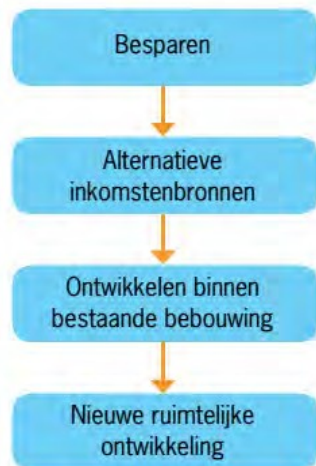 Besparen
Alternatieve
inkomstenbronnen
Ontwikkelen binnen
bestaande bebouwing
Nieuwe ruimtelijke
ontwikkeling